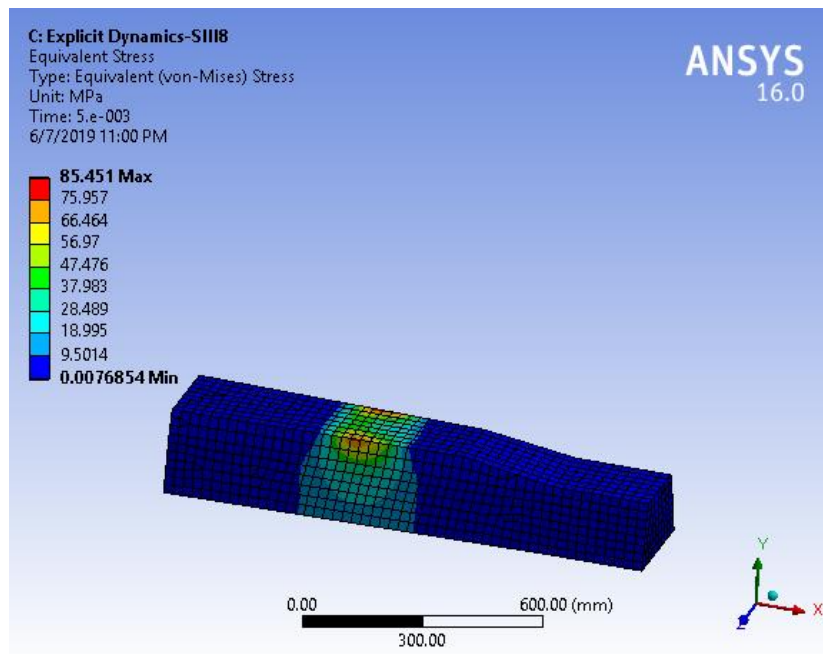 C: Explicit Dynamics-SIII8
Equivalent Stress
Type: Equivalent (von-Mises) Stress
Unit: MPa
Time: 5.e-003
6/7/2019 11:00 PM
ANSYS
16.0
85.451 Max
75.957
66.464
56.97
47.476
37.983
28.489
18.995
9.5014
0.0076854 Min
0.00
600.00 (mm)
300.00
Y
X
Z